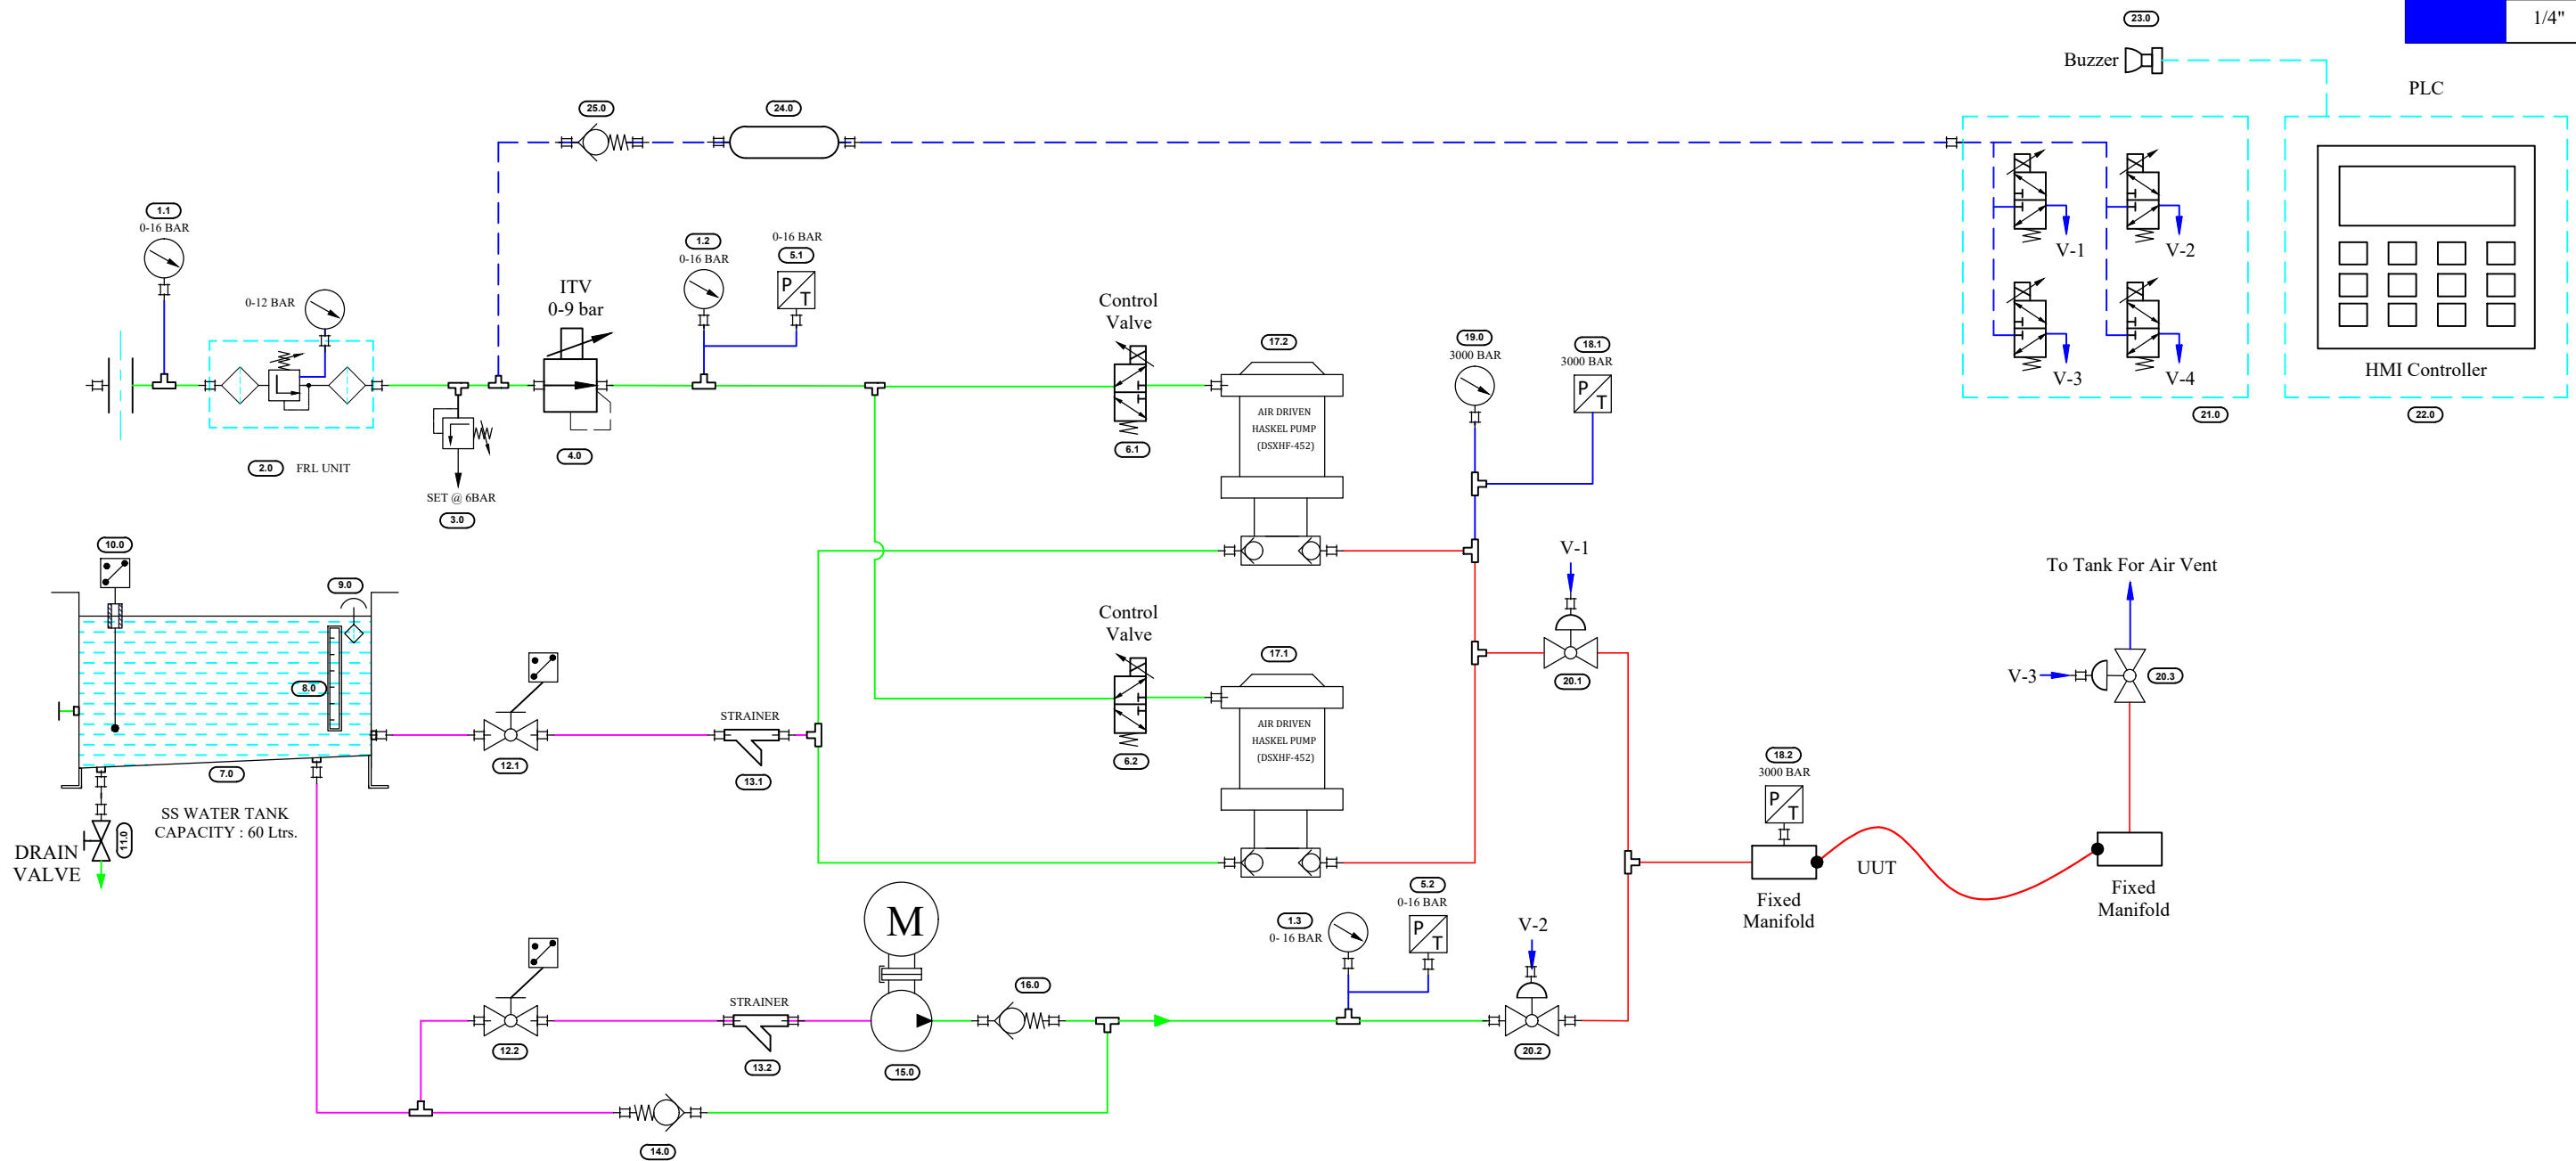 23.0
1/4"
Buzzer
PLC
25.0
24.0
1.1
0-16 BAR
1.2
0-16 BAR
0-16 BAR
5.1
P
T
V-1
V-2
V-3
V-4
HMI Controller
21.0
22.0
0-12 BAR
ITV
0-9 bar
Control
Valve
17.2
19.0
3000 BAR
18.1
3000 BAR
P
T
AIR DRIVEN
HASKEL PUMP
(DSXHF-452)
6.1
4.0
2.0 FRL UNIT
SET @ 6BAR
3.0
10.0
9.0
8.0
7.0
SS WATER TANK
CAPACITY : 60 Ltrs.
11.0
DRAIN
VALVE
12.1
STRAINER
13.1
Control
Valve
6.2
17.1
AIR DRIVEN
HASKEL PUMP
(DSXHF-452)
V-1
20.1
To Tank For Air Vent
V-3
20.3
18.2
3000 BAR
P
T
Fixed
Manifold
UUT
Fixed
Manifold
M
5.2
0-16 BAR
1.3
0- 16 BAR
P
T
V-2
20.2
12.2
STRAINER
13.2
15.0
16.0
14.0